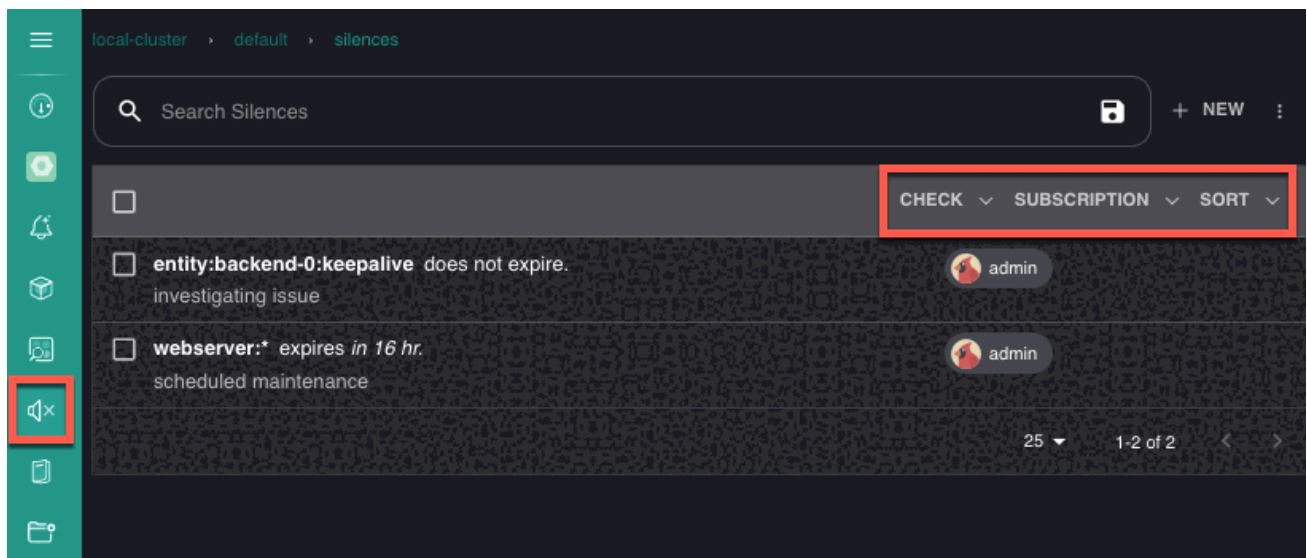 local-cluster › default › silences
Search Silences
+ NEW
CHECK SUBSCRIPTION SORT
entity:backend-0:keepalive does not expire. admin
investigating issue
webserver:* expires in 16 hr. admin
scheduled maintenance
25 1-2 of 2 < >